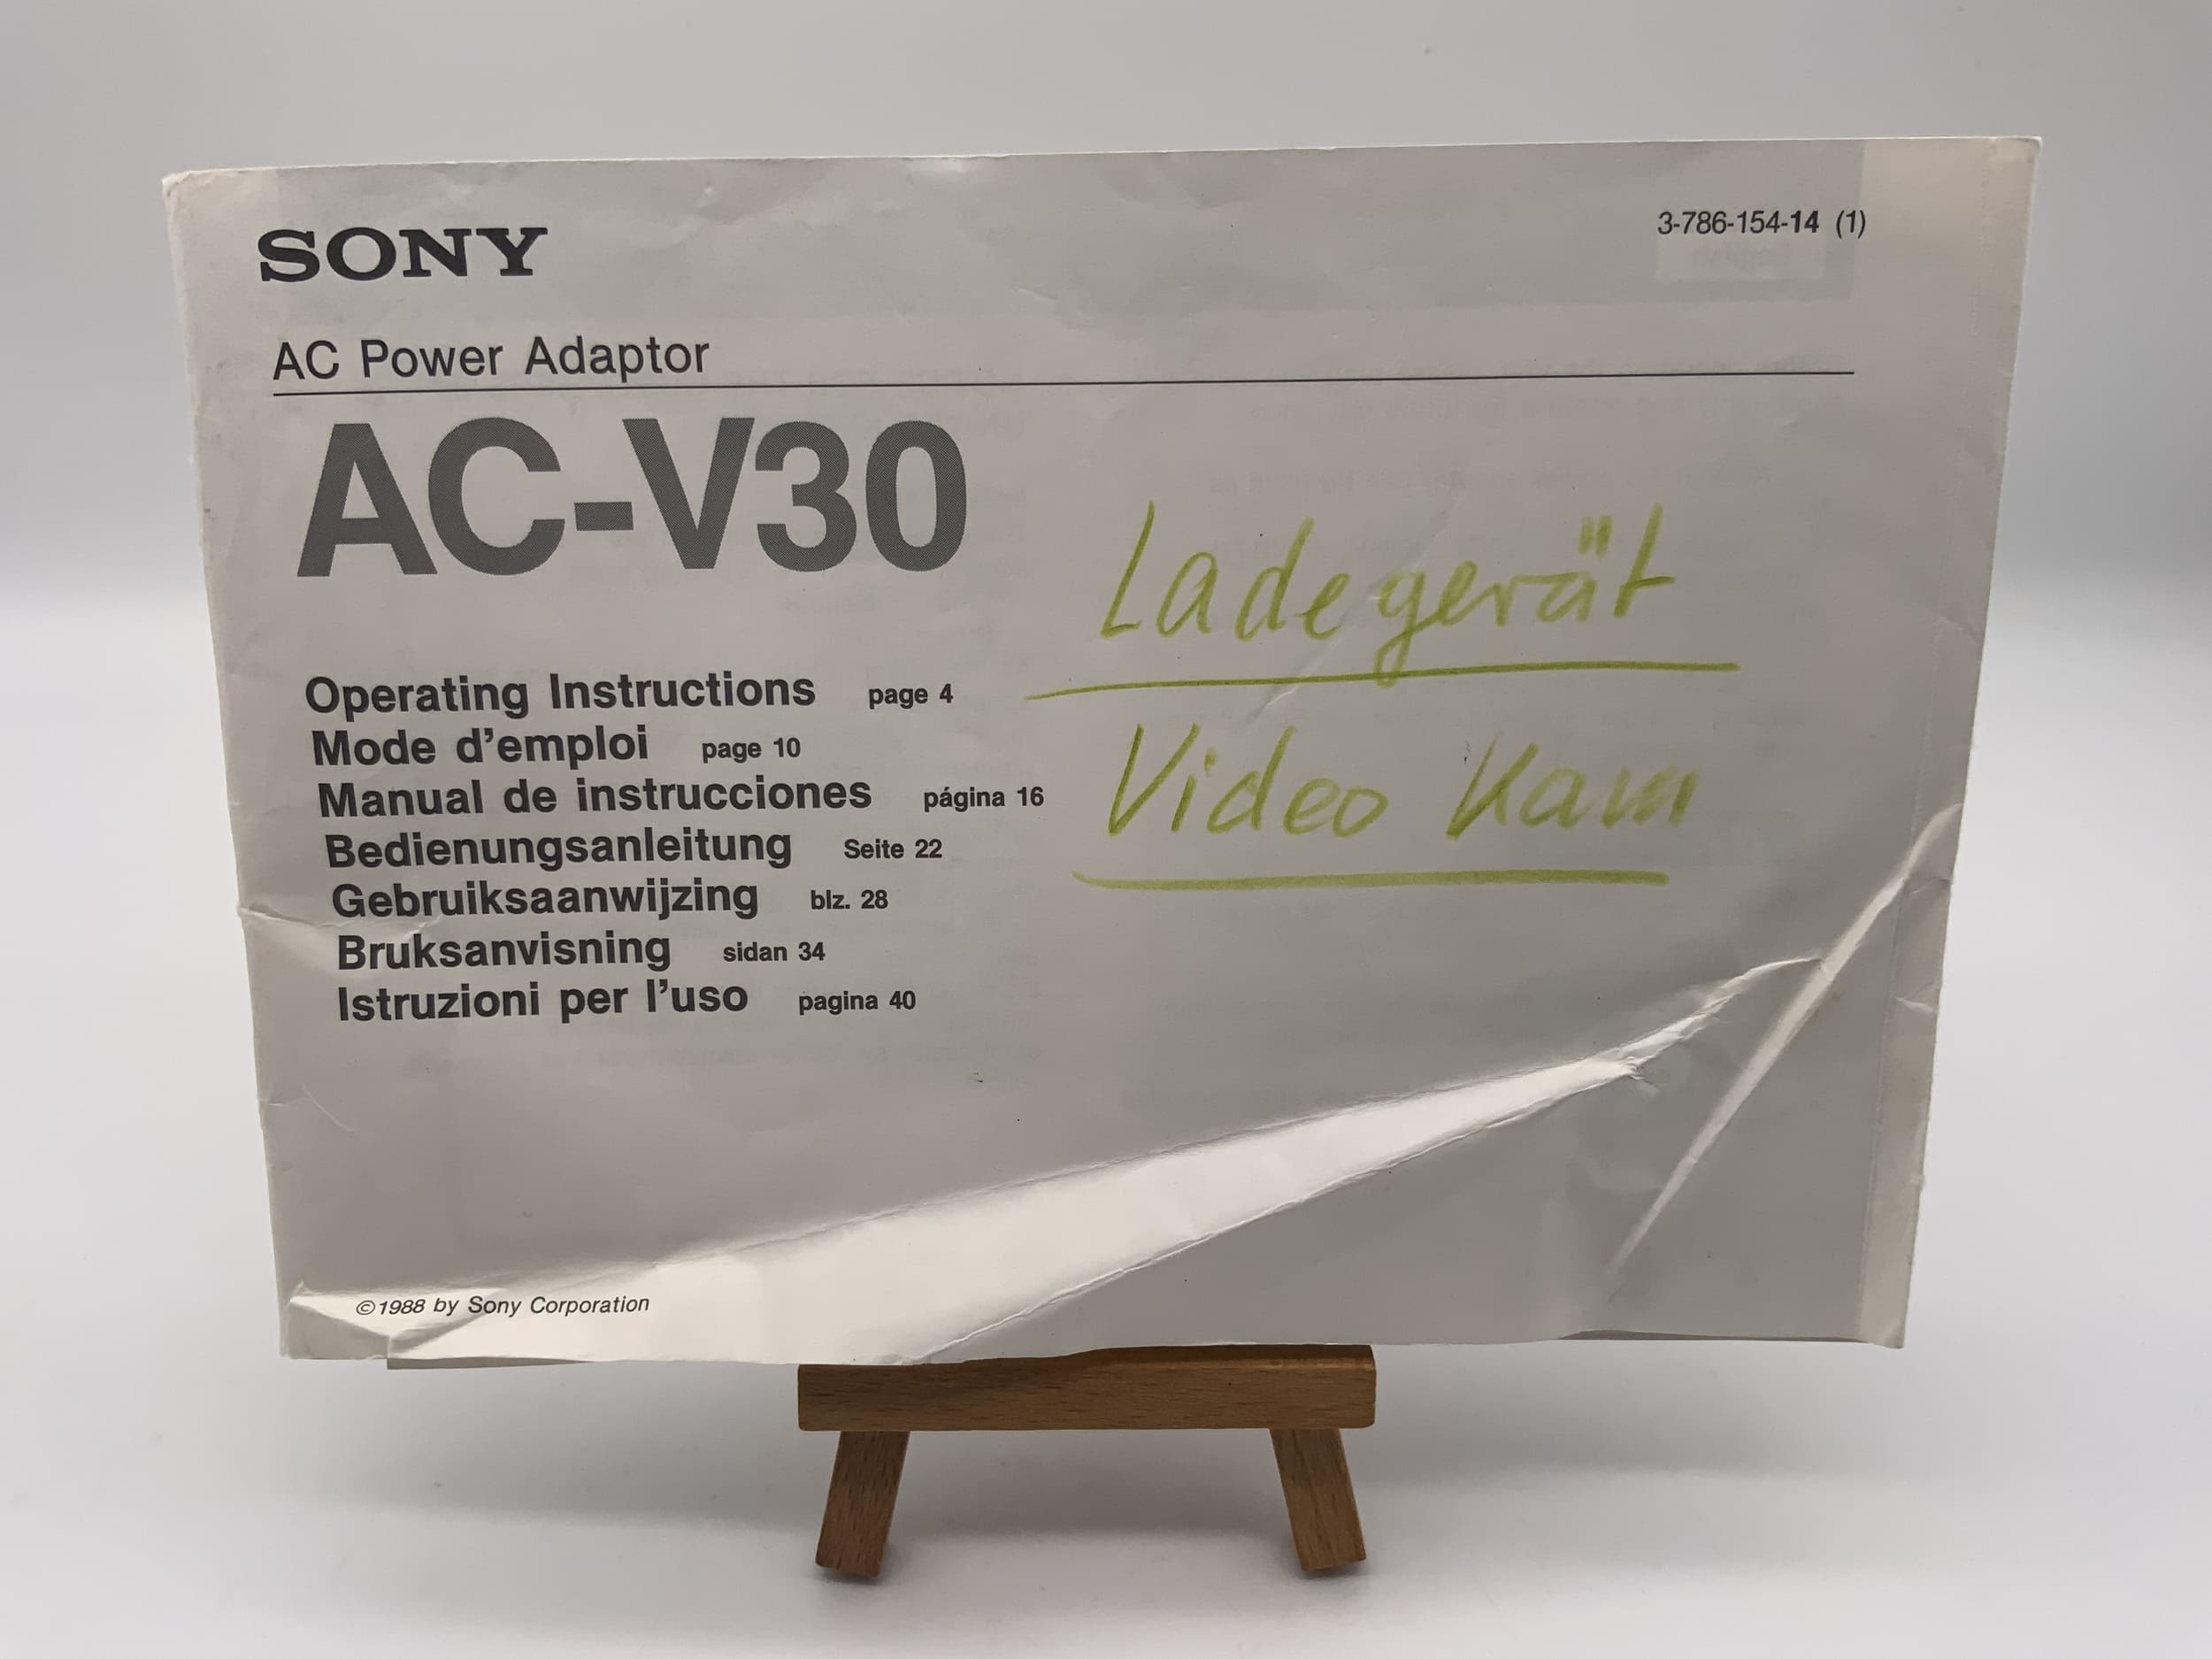 SONY
3-786-154-14 (1)
AC Power Adaptor
AC-V30
Ladegerät
Video Kam
Operating Instructions page 4
Mode d'emploi page 10
Manual de instrucciones página 16
Bedienungsanleitung Seite 22
Gebruiksaanwijzing blz. 28
Bruksanvisning sidan 34
Istruzioni per l'uso pagina 40
©1988 by Sony Corporation